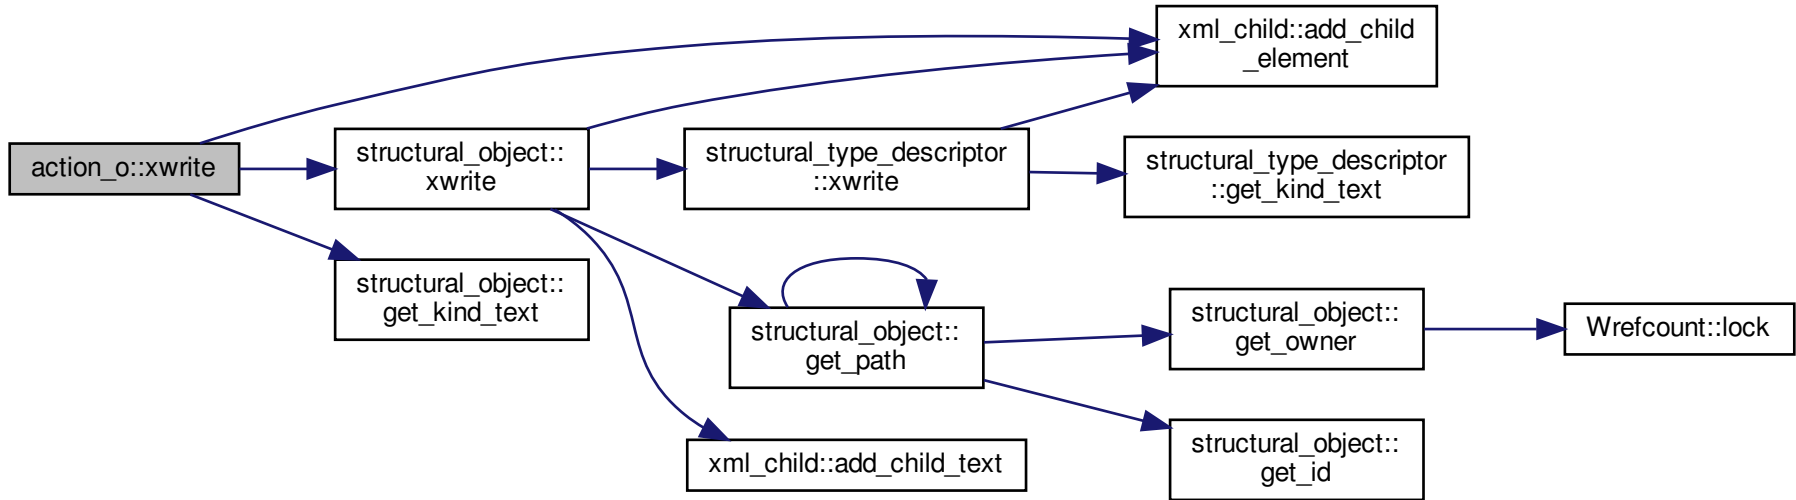 action_o::xwrite
structural_object::
xwrite
structural_object::
get_kind_text
structural_type_descriptor
::xwrite
structural_object::
get_path
xml_child::add_child_text
xml_child::add_child
_element
structural_type_descriptor
::get_kind_text
structural_object::
get_owner
structural_object::
get_id
Wrefcount::lock